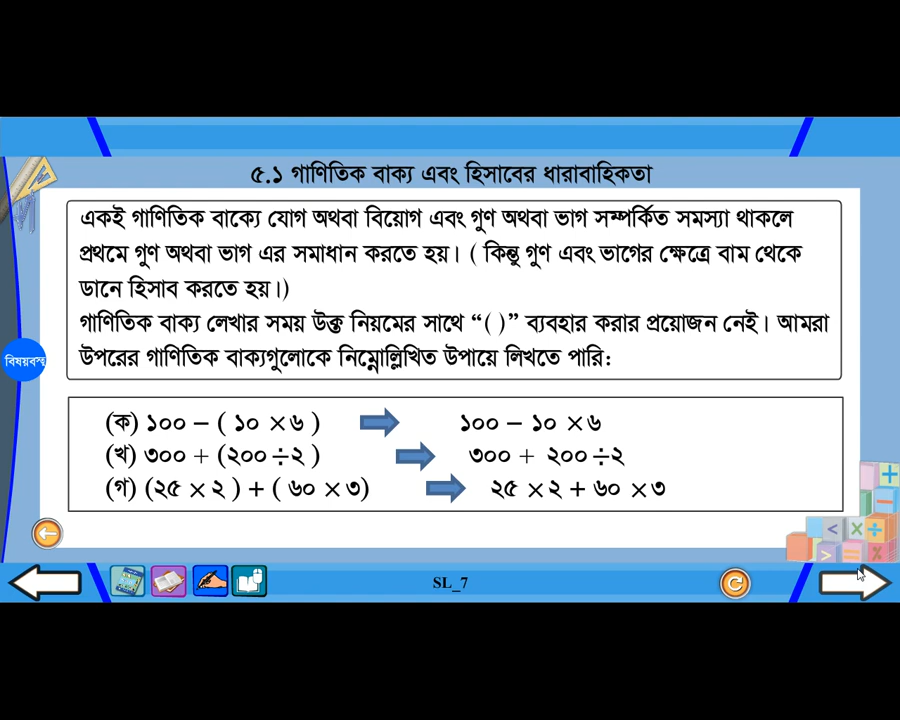 ৫.১ গাণিতিক বাক্য এবং হিসাবের ধারাবাহিকতা
একই গাণিতিক বাক্যে যোগ অথবা বিয়োগ এবং গুণ অথবা ভাগ সম্পর্কিত সমস্যা থাকলে
প্রথমে গুণ অথবা ভাগ এর সমাধান করতে হয়। ( কিন্তু গুণ এবং ভাগের ক্ষেত্রে বাম থেকে
ডানে হিসাব করতে হয়।)
গাণিতিক বাক্য লেখার সময় উক্ত নিয়মের সাথে “( )” ব্যবহার করার প্রয়োজন নেই। আমরা
উপরের গাণিতিক বাক্যগুলোকে নিম্নোল্লিখিত উপায়ে লিখতে পারি:
বিষয়বস্তু
(ক) ১০০ – ( ১০ ×৬ ) ১০০ – ১০ ×৬
(খ) ৩০০ + (২০০ ÷২ ) ৩০০ + ২০০ ÷২
(গ) (২৫ × ২ ) + ( ৬০ × ৩) ২৫ × ২ + ৬০ × ৩
< × ÷
> = ×
+
–
SL_7